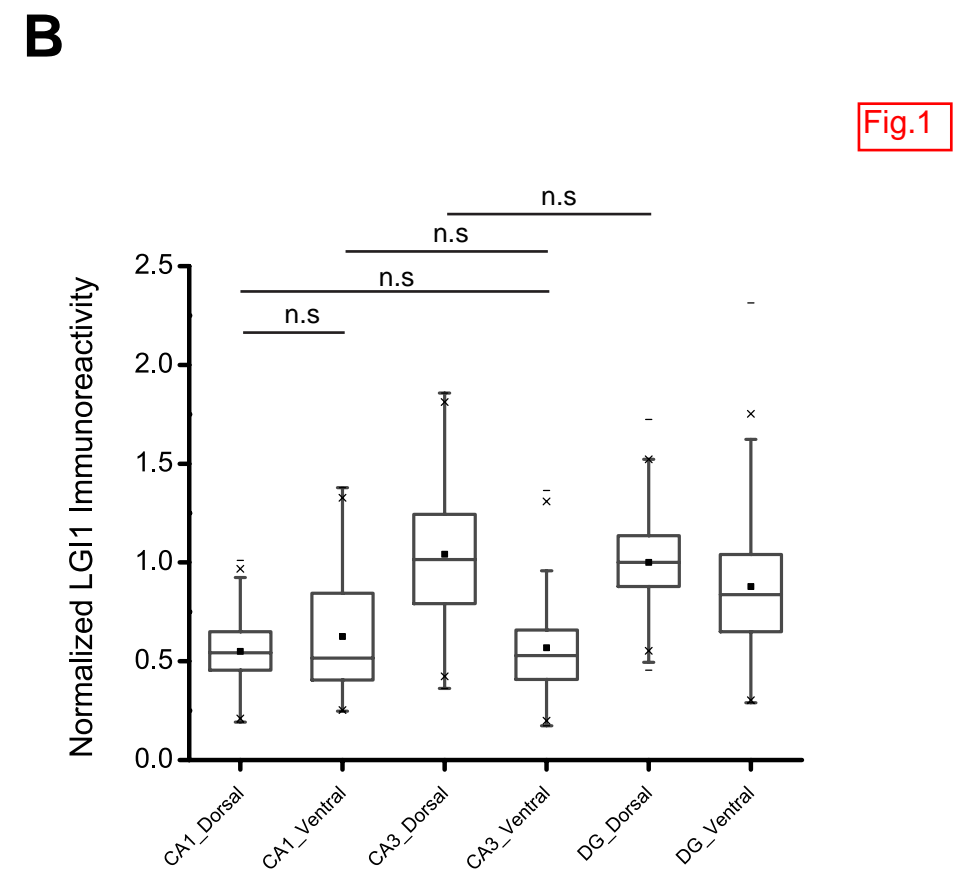 B
Fig.1
n.s
n.s
n.s
n.s
Normalized LGI1 Immunoreactivity
2.5
2.0
1.5
1.0
0.5
0.0
CA1_Dorsal
CA1_Ventral
CA3_Dorsal
CA3_Ventral
DG_Dorsal
DG_Ventral